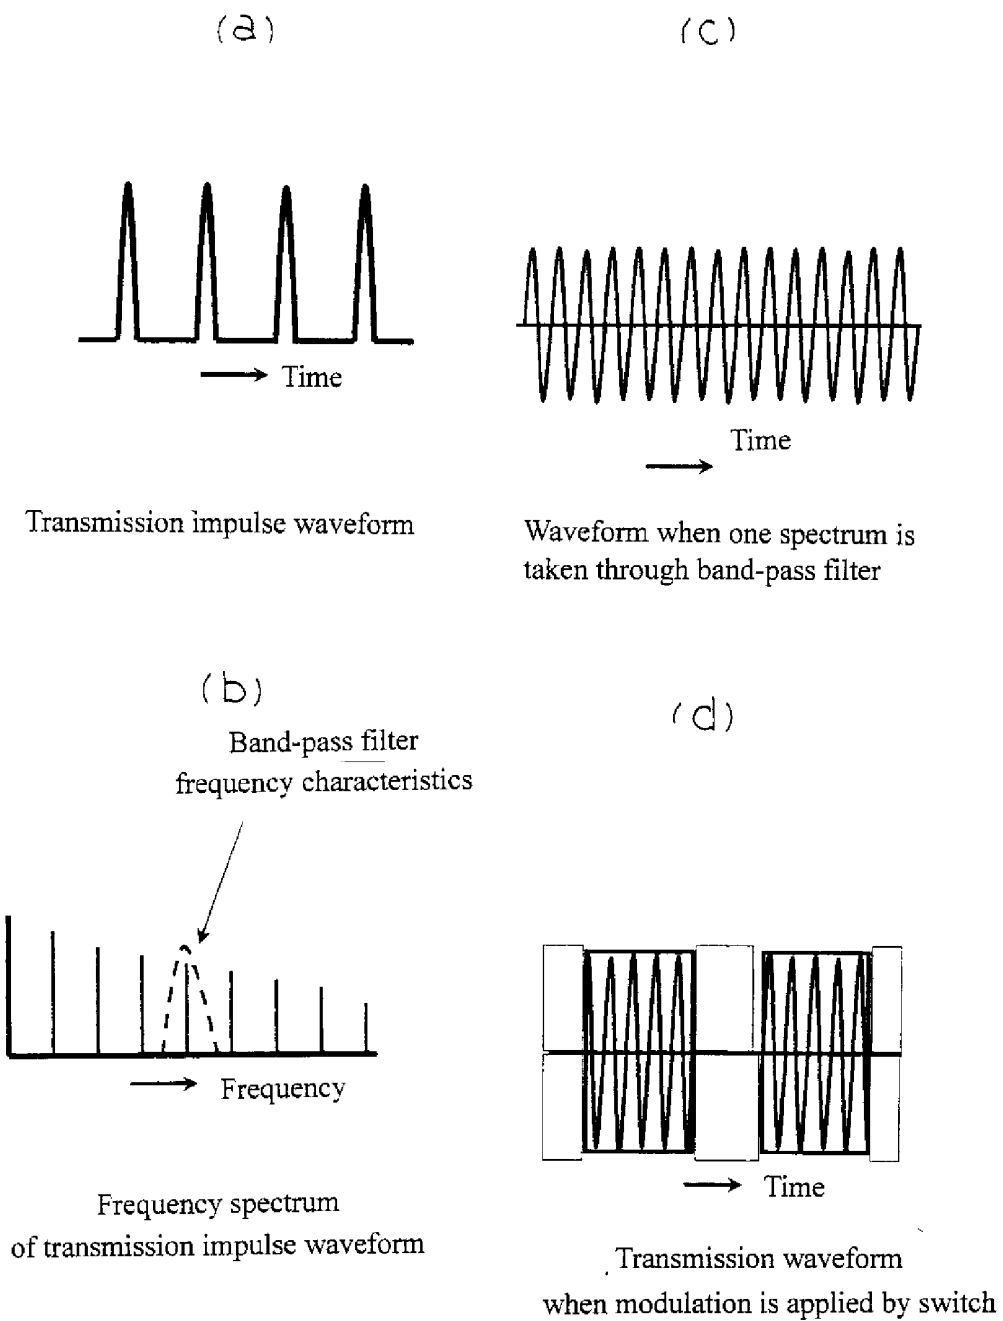 (a)
Time
Transmission impulse waveform
(c)
Time
Waveform when one spectrum is
taken through band-pass filter
(b)
Band-pass filter
frequency characteristics
Frequency
Frequency spectrum
of transmission impulse waveform
(d)
Time
Transmission waveform
when modulation is applied by switch